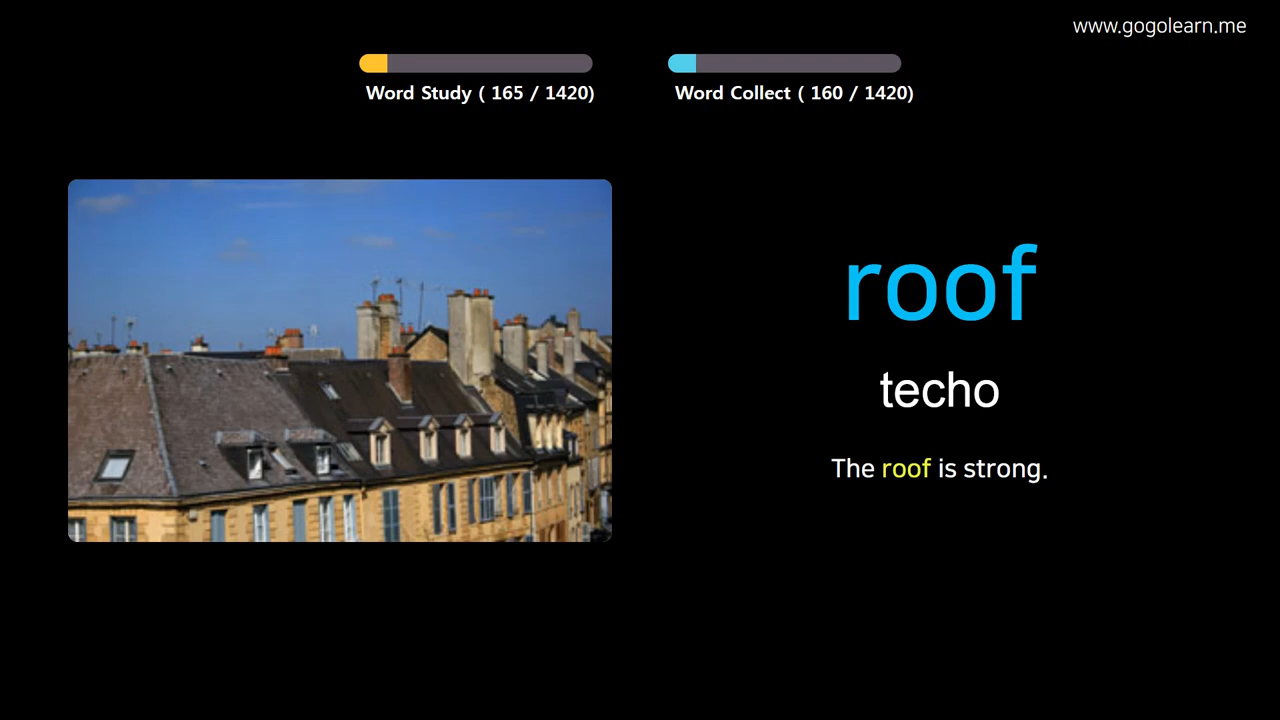 www.gogolearn.me
Word Study ( 165 / 1420)
Word Collect ( 160 / 1420)
roof
techo
The roof is strong.